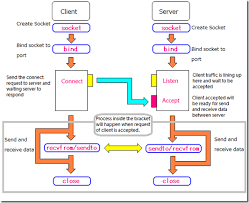 Client
Server
Create Socket
socket
socket
Create Socket
Bind socket to
port
bind
bind
Bind socket to
port
Send the connect
request to server and
waiting server to
respond
Connect
Listen
Accept
Client traffic is lining up
here and wait to be
accepted
Client accepted will
be ready for send
and receive data
between server
Process inside the bracket
will happen when request
of client is accepted.
Send and
receive data
recvfrom/sendto
sendto/recvfrom
Send and
receive data
close
close